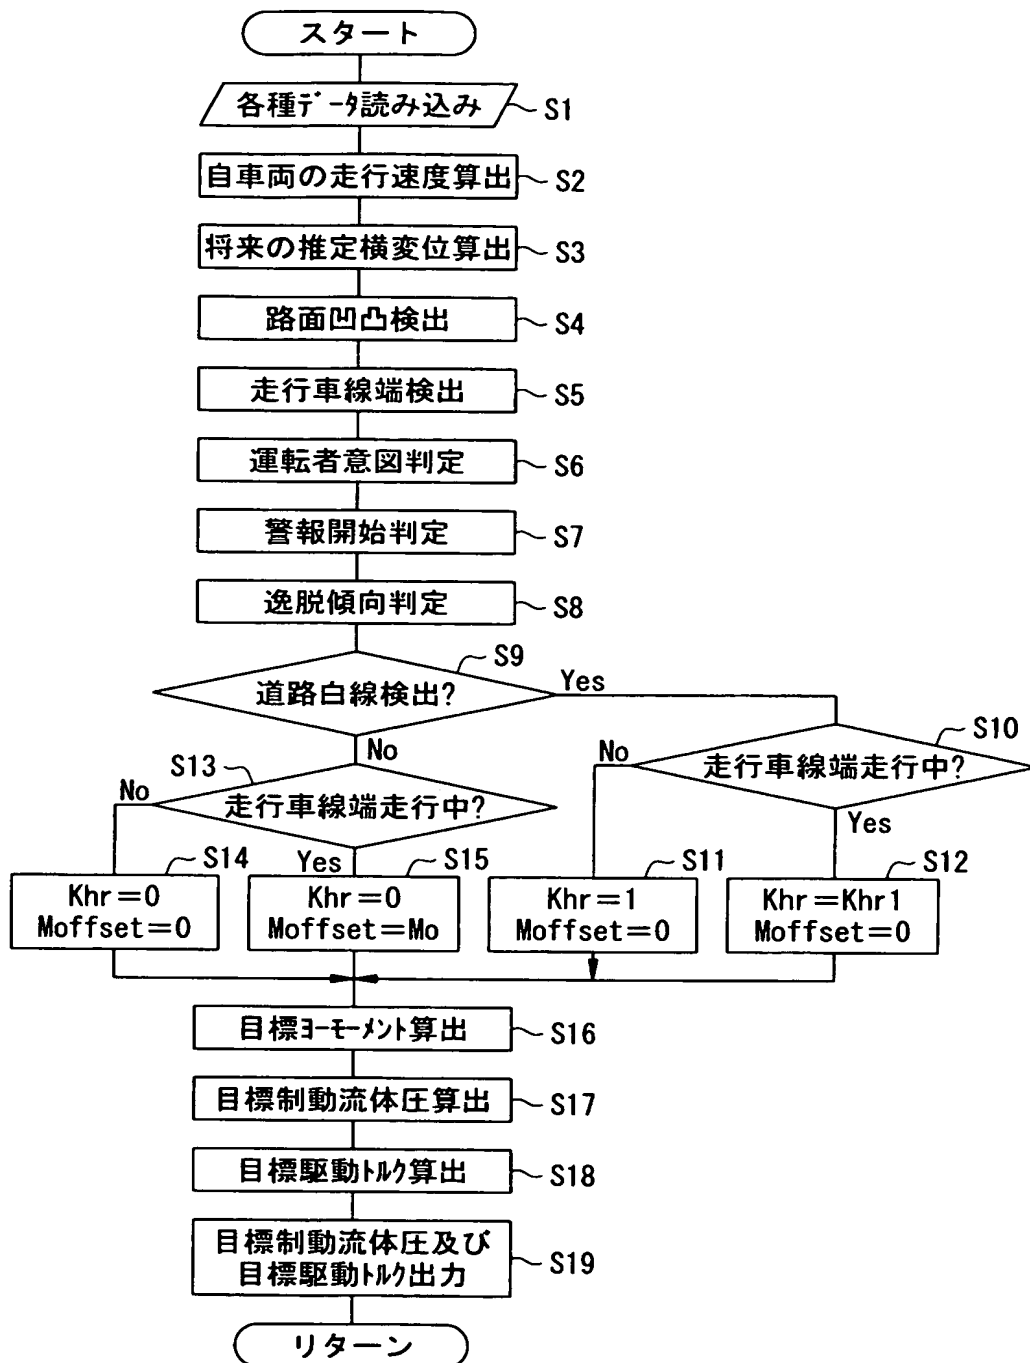 スタート
各種ﾃﾞｰﾀ読み込み
S1
自車両の走行速度算出
S2
将来の推定横変位算出
S3
路面凹凸検出
S4
走行車線端検出
S5
運転者意図判定
S6
警報開始判定
S7
逸脱傾向判定
S8
S9
道路白線検出?
Yes
No
S10
走行車線端走行中?
No
Yes
S13
走行車線端走行中?
No
Yes
S14
Khr=0
Moffset=0
S15
Khr=0
Moffset=Mo
S11
Khr=1
Moffset=0
S12
Khr=Khr1
Moffset=0
目標ﾖｰﾓｰﾒﾝﾄ算出
S16
目標制動流体圧算出
S17
目標駆動ﾄﾙｸ算出
S18
目標制動流体圧及び
目標駆動ﾄﾙｸ出力
S19
リターン